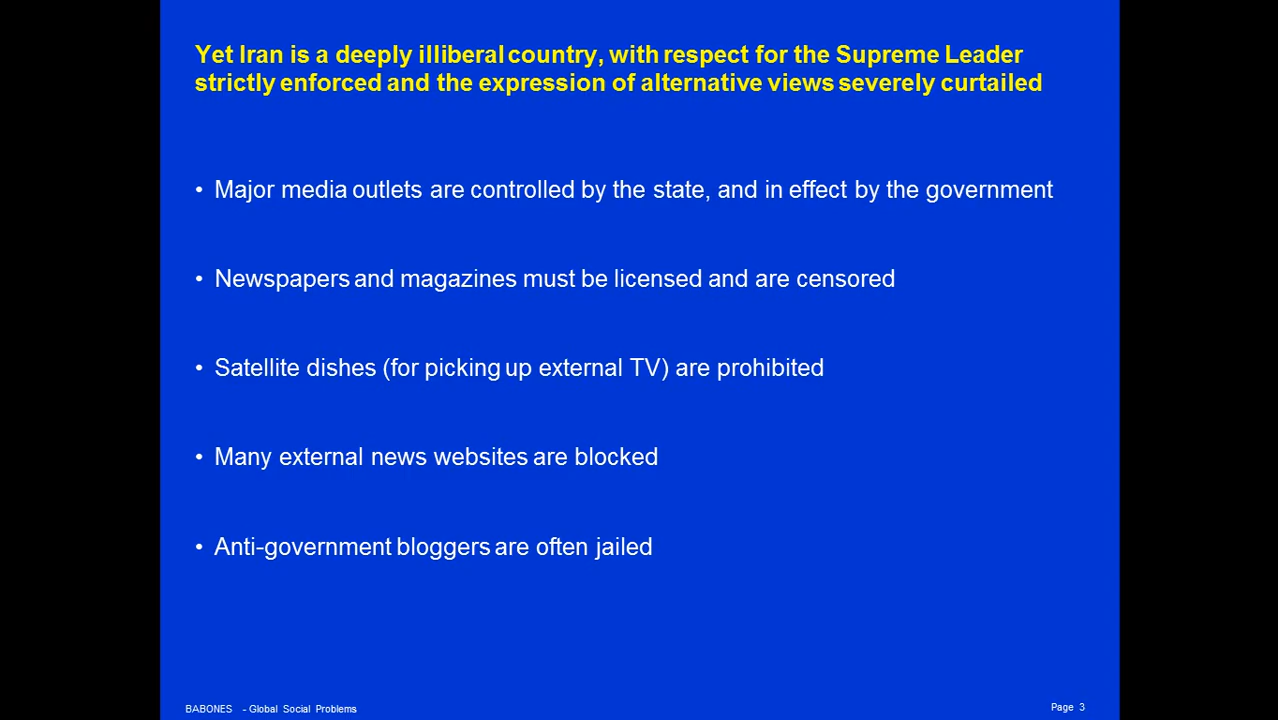 Yet Iran is a deeply illiberal country, with respect for the Supreme Leader
strictly enforced and the expression of alternative views severely curtailed
• Major media outlets are controlled by the state, and in effect by the government
• Newspapers and magazines must be licensed and are censored
• Satellite dishes (for picking up external TV) are prohibited
• Many external news websites are blocked
• Anti-government bloggers are often jailed
BABONES - Global Social Problems
Page 3